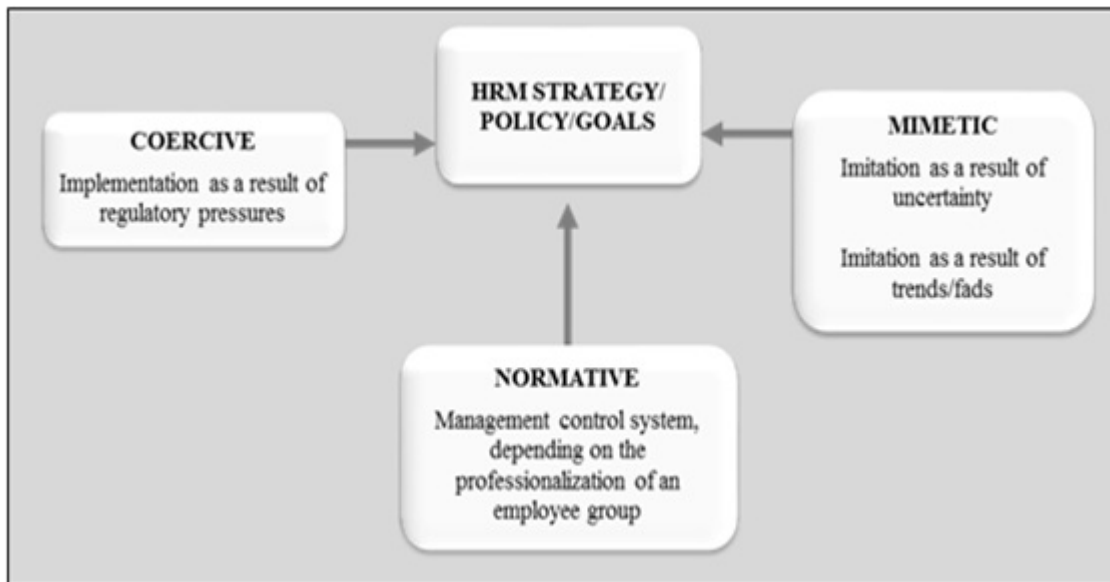 HRM STRATEGY/
POLICY/GOALS
COERCIVE
Implementation as a result of
regulatory pressures
MIMETIC
Imitation as a result of
uncertainty
Imitation as a result of
trends/fads
NORMATIVE
Management control system,
depending on the
professionalization of an
employee group